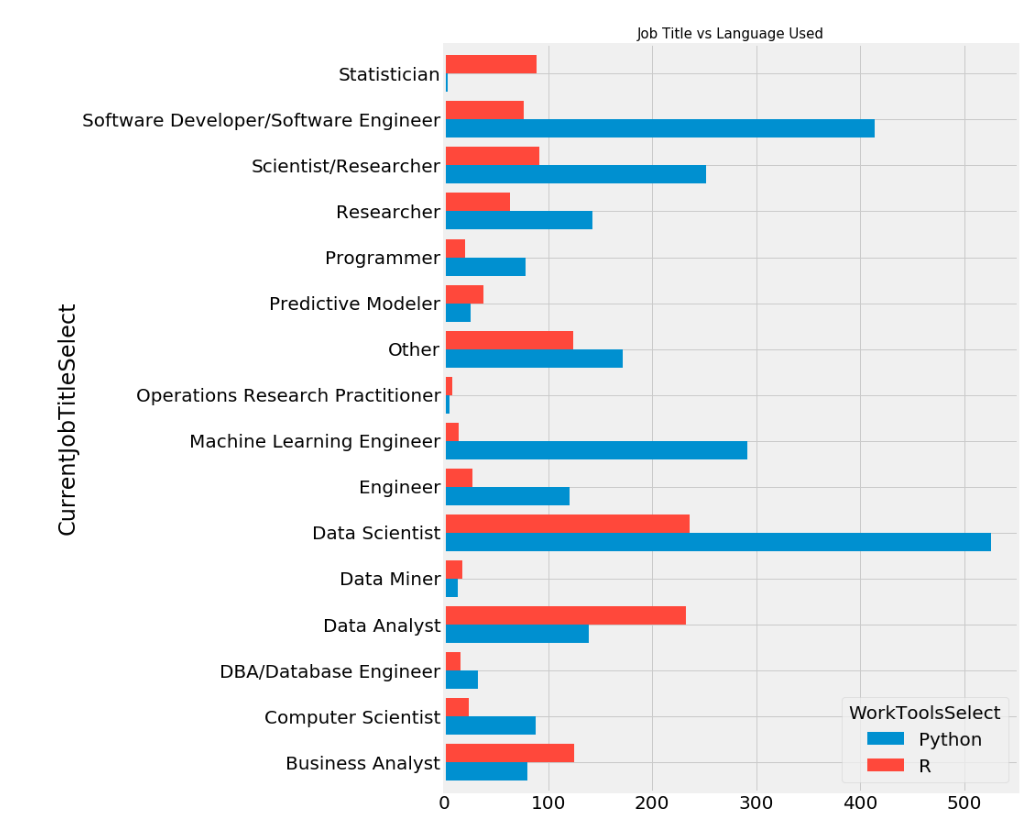 Job Title vs Language Used
CurrentJobTitleSelect
Statistician
Software Developer/Software Engineer
Scientist/Researcher
Researcher
Programmer
Predictive Modeler
Other
Operations Research Practitioner
Machine Learning Engineer
Engineer
Data Scientist
Data Miner
Data Analyst
DBA/Database Engineer
Computer Scientist
Business Analyst
WorkToolsSelect
Python
R
0 100 200 300 400 500